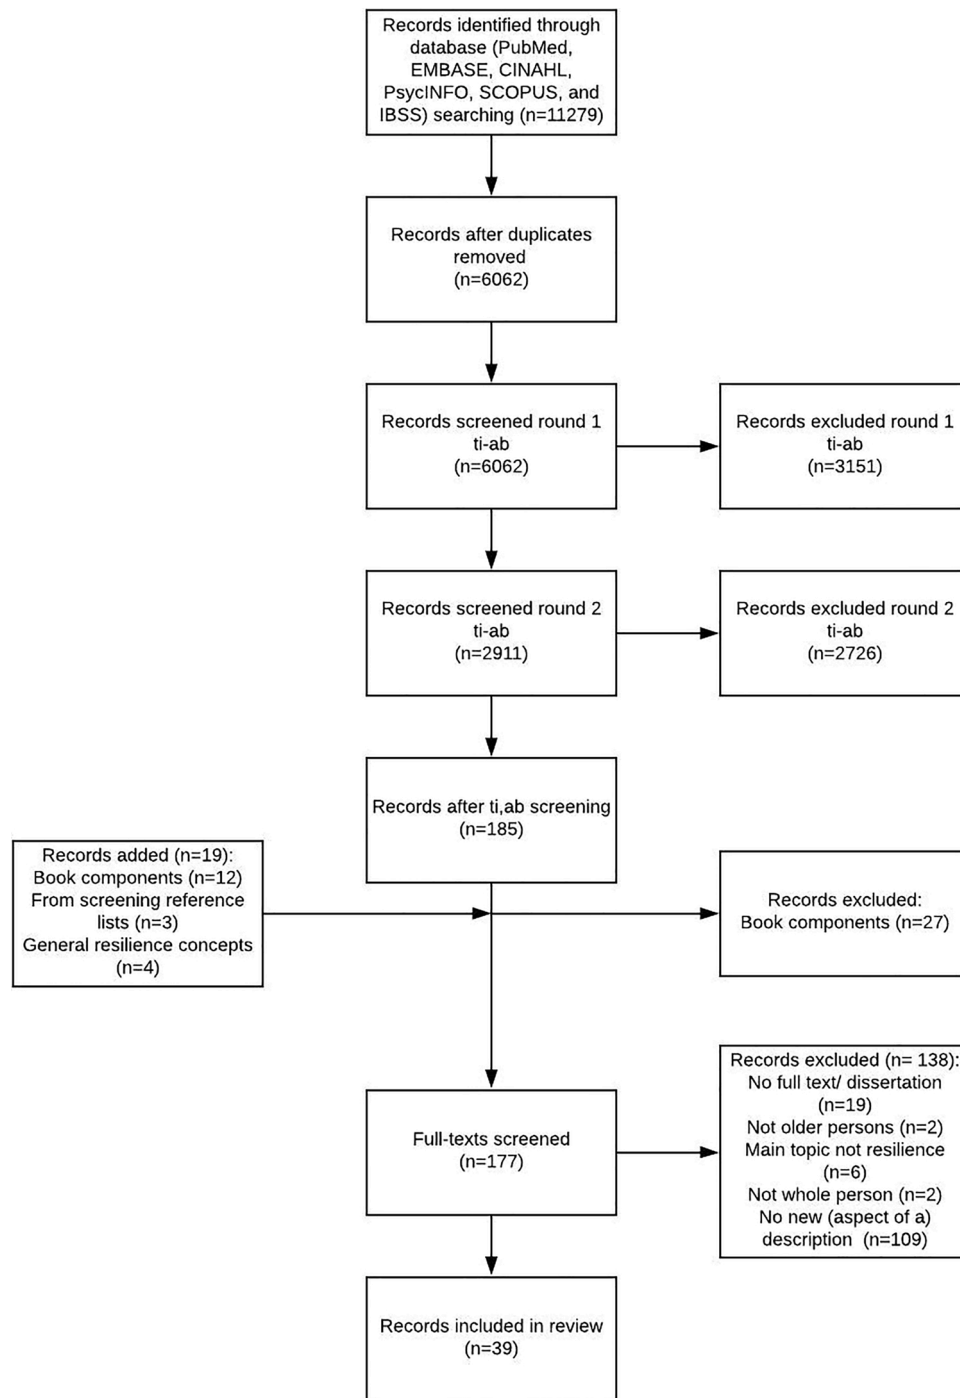 Records identified through
database (PubMed,
EMBASE, CINAHL,
PsycINFO, SCOPUS, and
IBSS) searching (n=11279)
Records after duplicates
removed
(n=6062)
Records screened round 1
ti-ab
(n=6062)
Records excluded round 1
ti-ab
(n=3151)
Records screened round 2
ti-ab
(n=2911)
Records excluded round 2
ti-ab
(n=2726)
Records after ti,ab screening
(n=185)
Records added (n=19):
Book components (n=12)
From screening reference
lists (n=3)
General resilience concepts
(n=4)
Records excluded:
Book components (n=27)
Full-texts screened
(n=177)
Records excluded (n= 138):
No full text/ dissertation
(n=19)
Not older persons (n=2)
Main topic not resilience
(n=6)
Not whole person (n=2)
No new (aspect of a)
description  (n=109)
Records included in review
(n=39)